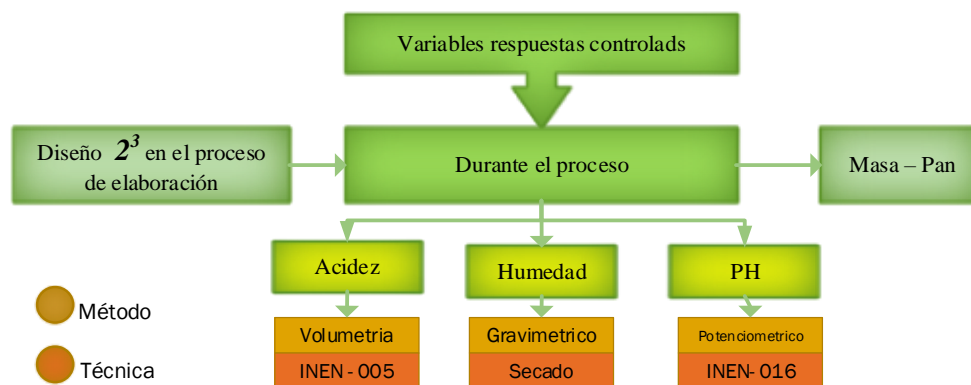 Variables respuestas controlads
Diseño 2³ en el proceso
de elaboración
Durante el proceso
Masa – Pan
Acidez
Humedad
PH
Método
Técnica
Volumetria
INEN - 005
Gravimetrico
Secado
Potenciometrico
INEN- 016